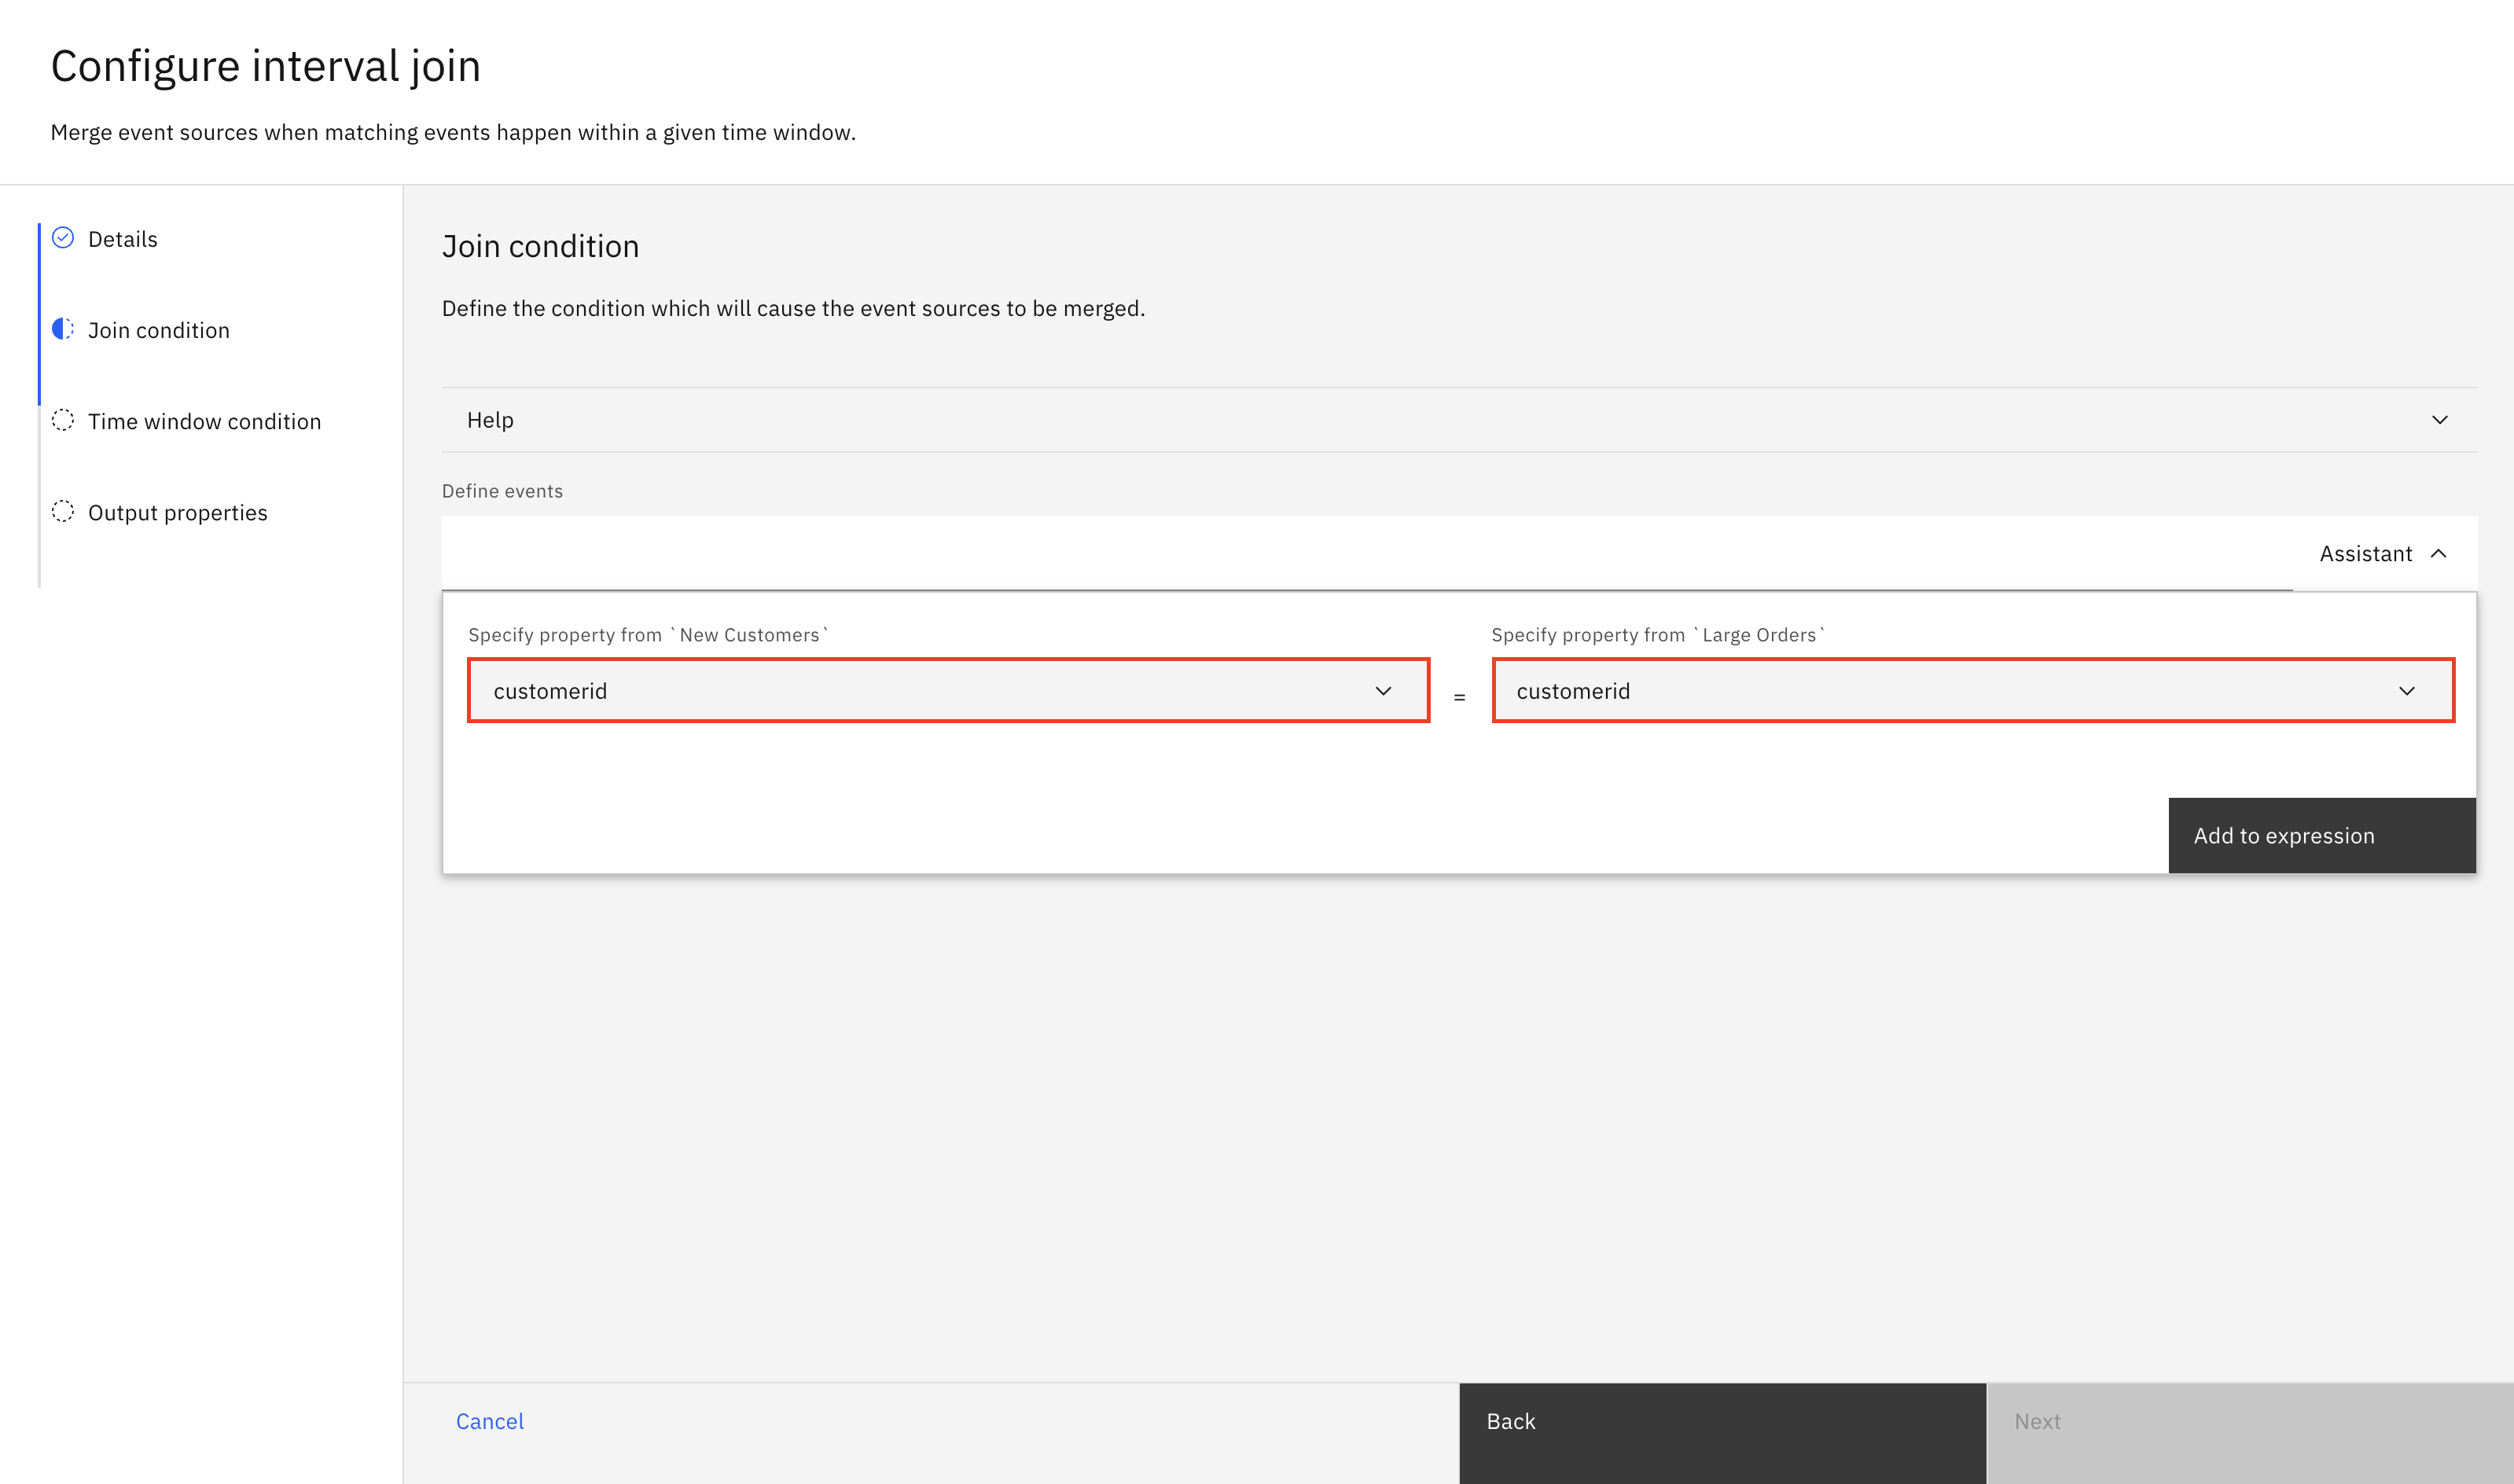 Configure interval join
Merge event sources when matching events happen within a given time window.
Details
Join condition
Time window condition
Output properties
Join condition
Define the condition which will cause the event sources to be merged.
Help
Define events
Assistant
Specify property from `New Customers`
Specify property from `Large Orders`
customerid
=
customerid
Add to expression
Cancel
Back
Next